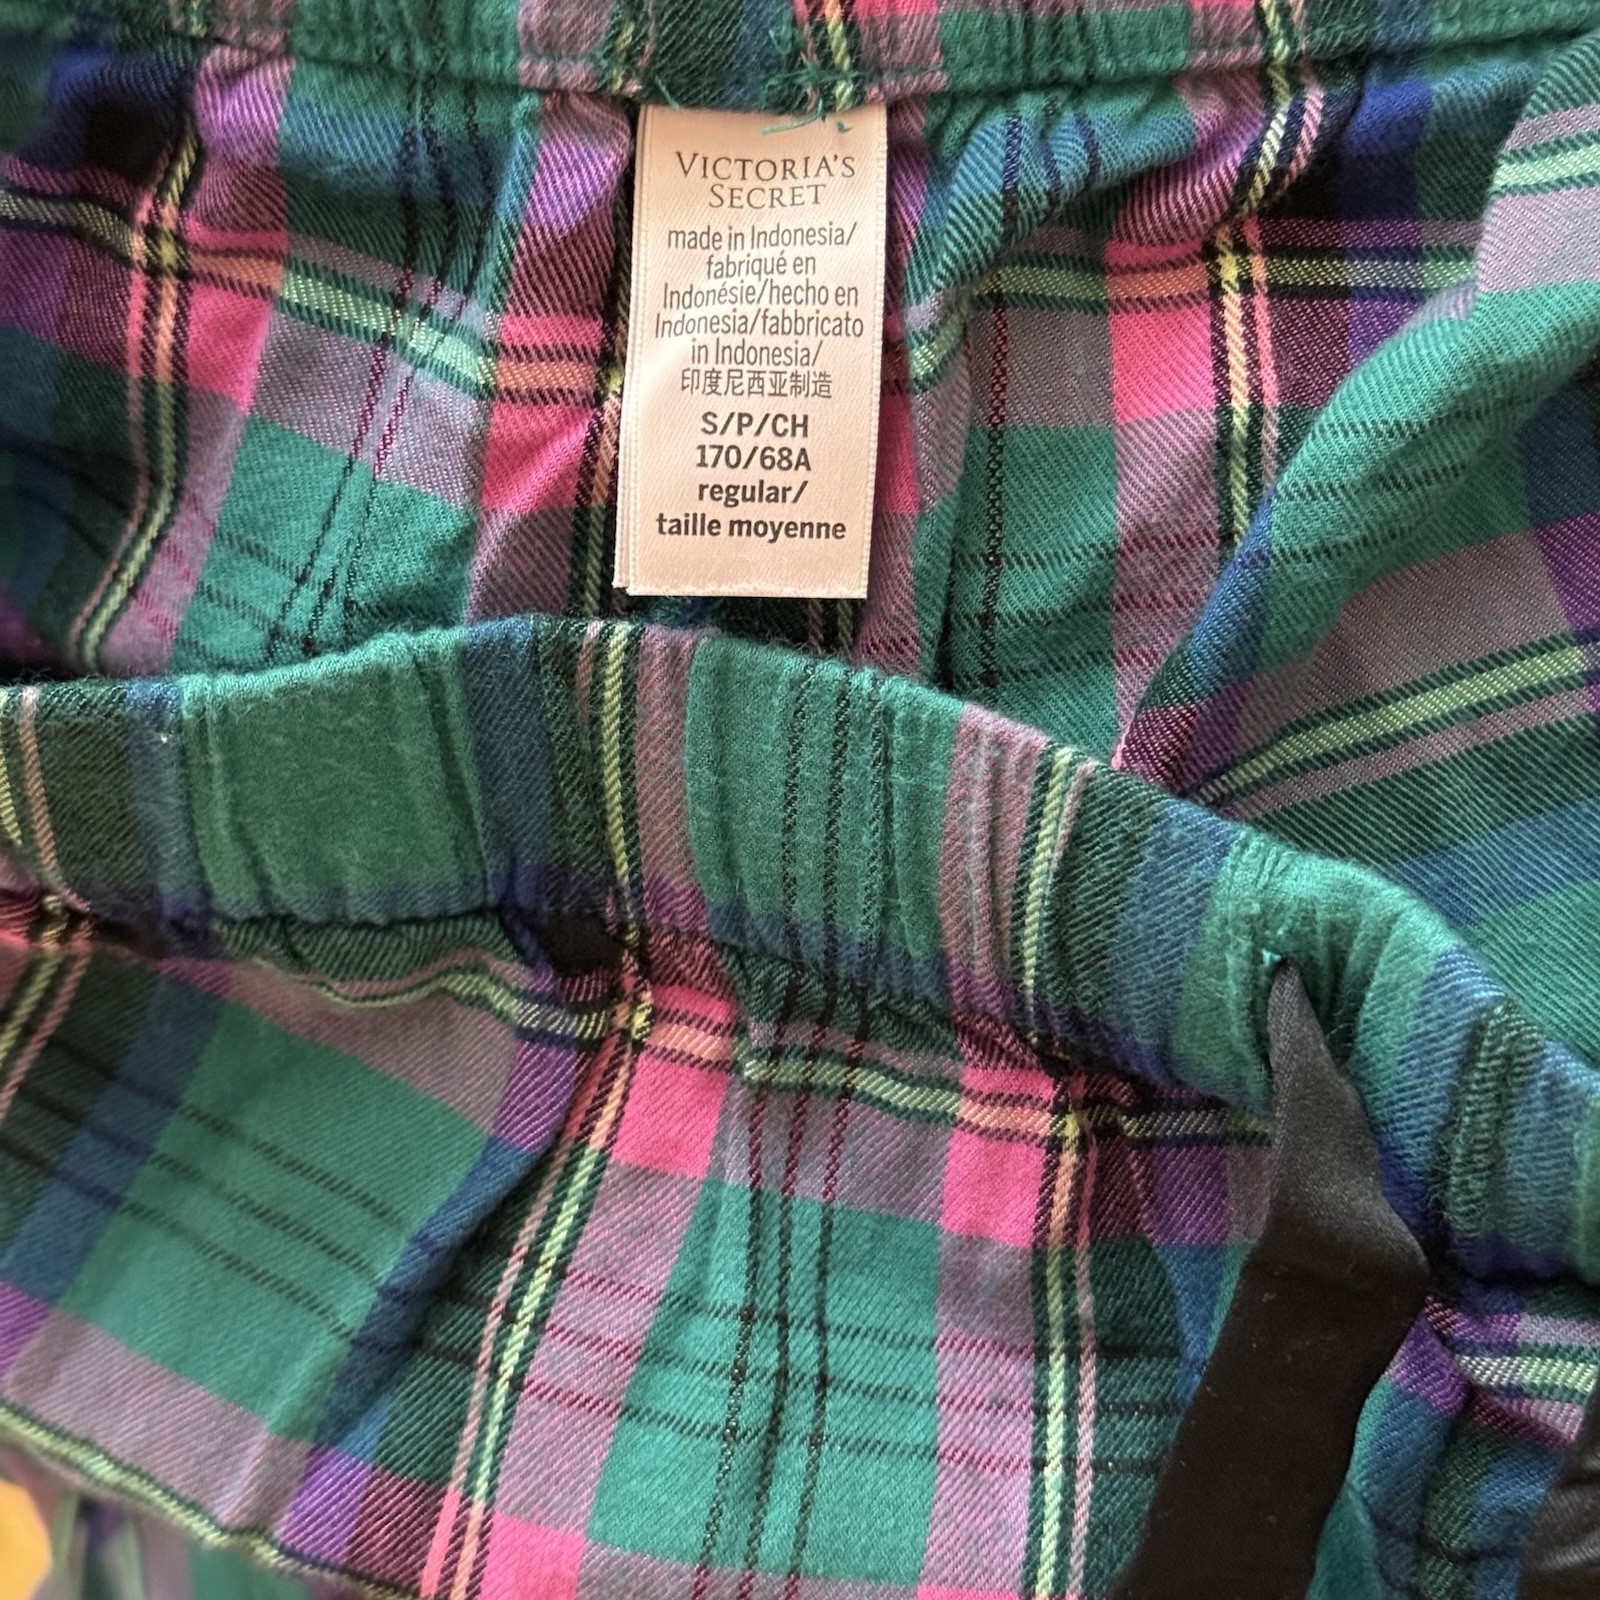 VICTORIA'S
SECRET
made in Indonesia/
fabriqué en
Indonésie/hecho en
Indonesia/fabbricato
in Indonesia/
印度尼西亚制造
S/P/CH
170/68A
regular/
taille moyenne